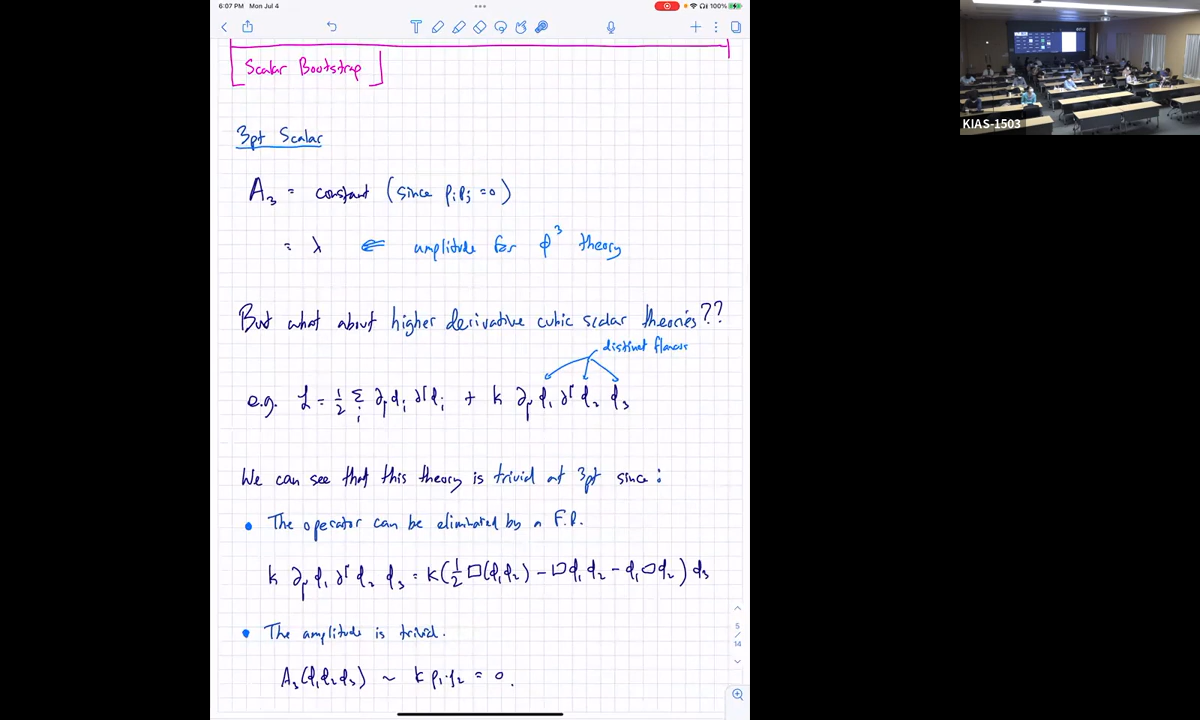 6:07 PM Mon Jul 4
100%
Scalar Bootstrap
3pt Scalar
A₃ = constant (since pᵢpⱼ = 0)
= λ ⇐ amplitude for ϕ³ theory
But what about higher derivative cubic scalar theories??
distinct flavors
e.g. L = ½ Σᵢ ∂μϕᵢ ∂^μϕᵢ + k ∂μϕ₁ ∂^μϕ₂ ϕ₃
We can see that this theory is trivial at 3pt since:
• The operator can be eliminated by a F.R.
k ∂μϕ₁ ∂^μϕ₂ ϕ₃ = k(½ □(ϕ₁ϕ₂) − □ϕ₁ϕ₂ − ϕ₁□ϕ₂) ϕ₃
• The amplitude is trivial.
A₃(ϕ₁ϕ₂ϕ₃) ~ k p₁·p₂ = 0.
5
/
14
KIAS-1503